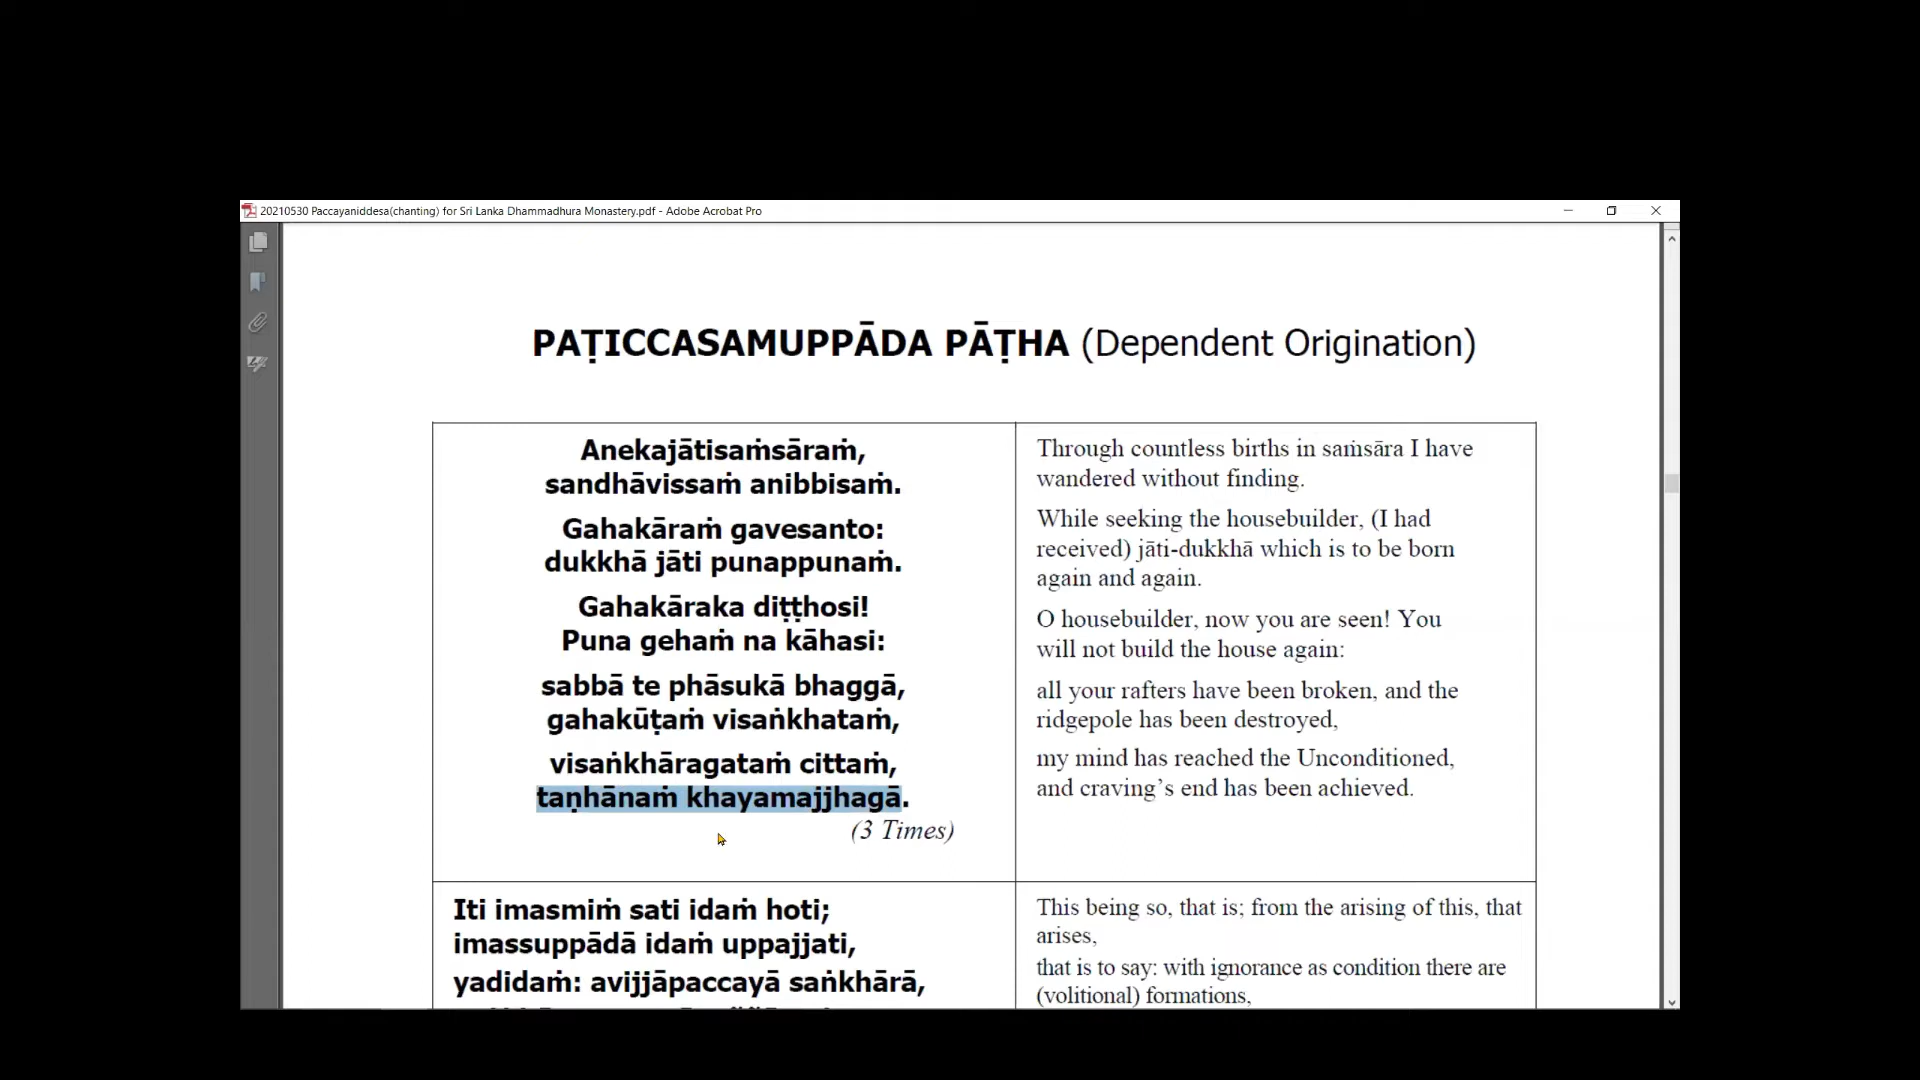 20210530 Paccayaniddesa(chanting) for Sri Lanka Dhammadhura Monastery.pdf - Adobe Acrobat Pro
PAṬICCASAMUPPĀDA PĀṬHA (Dependent Origination)
Anekajātisaṁsāraṁ,
sandhāvissaṁ anibbisaṁ.
Gahakāraṁ gavesanto:
dukkhā jāti punappunaṁ.
Gahakāraka diṭṭhosi!
Puna gehaṁ na kāhasi:
sabbā te phāsukā bhaggā,
gahakūṭaṁ visaṅkhataṁ,
visaṅkhāragataṁ cittaṁ,
taṇhānaṁ khayamajjhagā.
(3 Times)
Through countless births in saṁsāra I have
wandered without finding.
While seeking the housebuilder, (I had
received) jāti-dukkhā which is to be born
again and again.
O housebuilder, now you are seen! You
will not build the house again:
all your rafters have been broken, and the
ridgepole has been destroyed,
my mind has reached the Unconditioned,
and craving’s end has been achieved.
Iti imasmiṁ sati idaṁ hoti;
imassuppādā idaṁ uppajjati,
yadidaṁ: avijjāpaccayā saṅkhārā,
This being so, that is; from the arising of this, that
arises,
that is to say: with ignorance as condition there are
(volitional) formations,